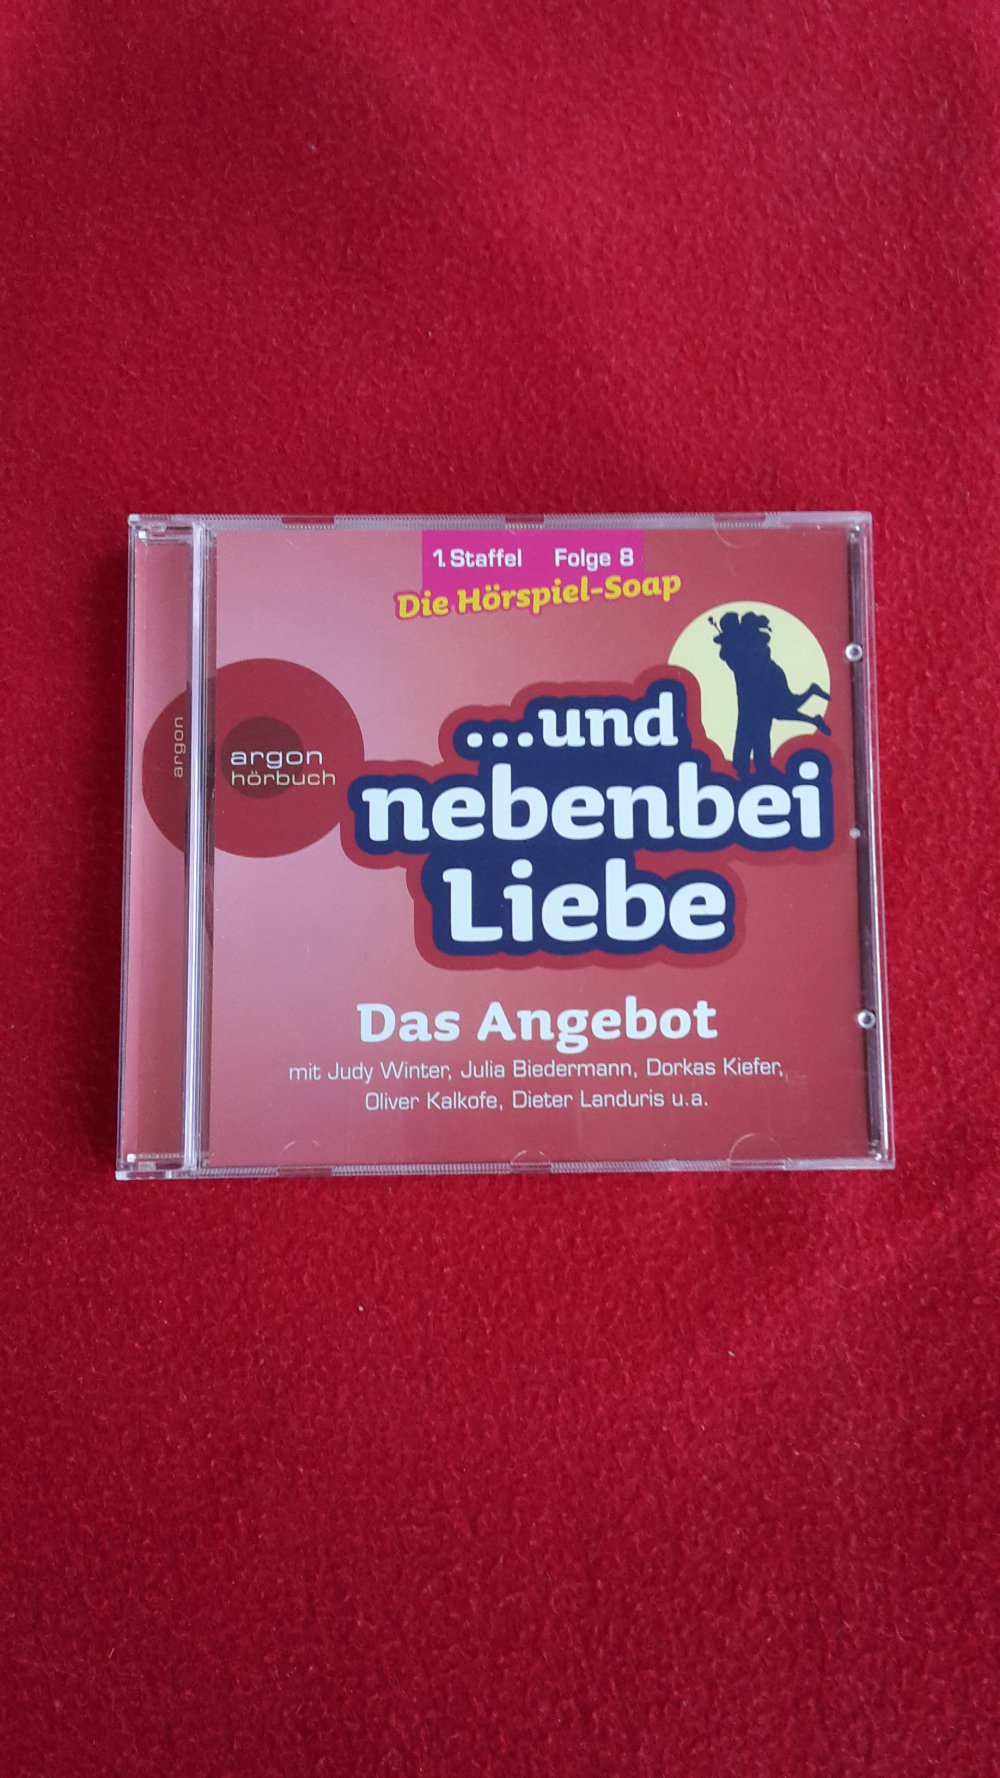 1. Staffel Folge 8
Die Hörspiel-Soap
argon
argon
hörbuch
...und
nebenbei
Liebe
Das Angebot
mit Judy Winter, Julia Biedermann, Dorkas Kiefer,
Oliver Kalkofe, Dieter Landuris u.a.